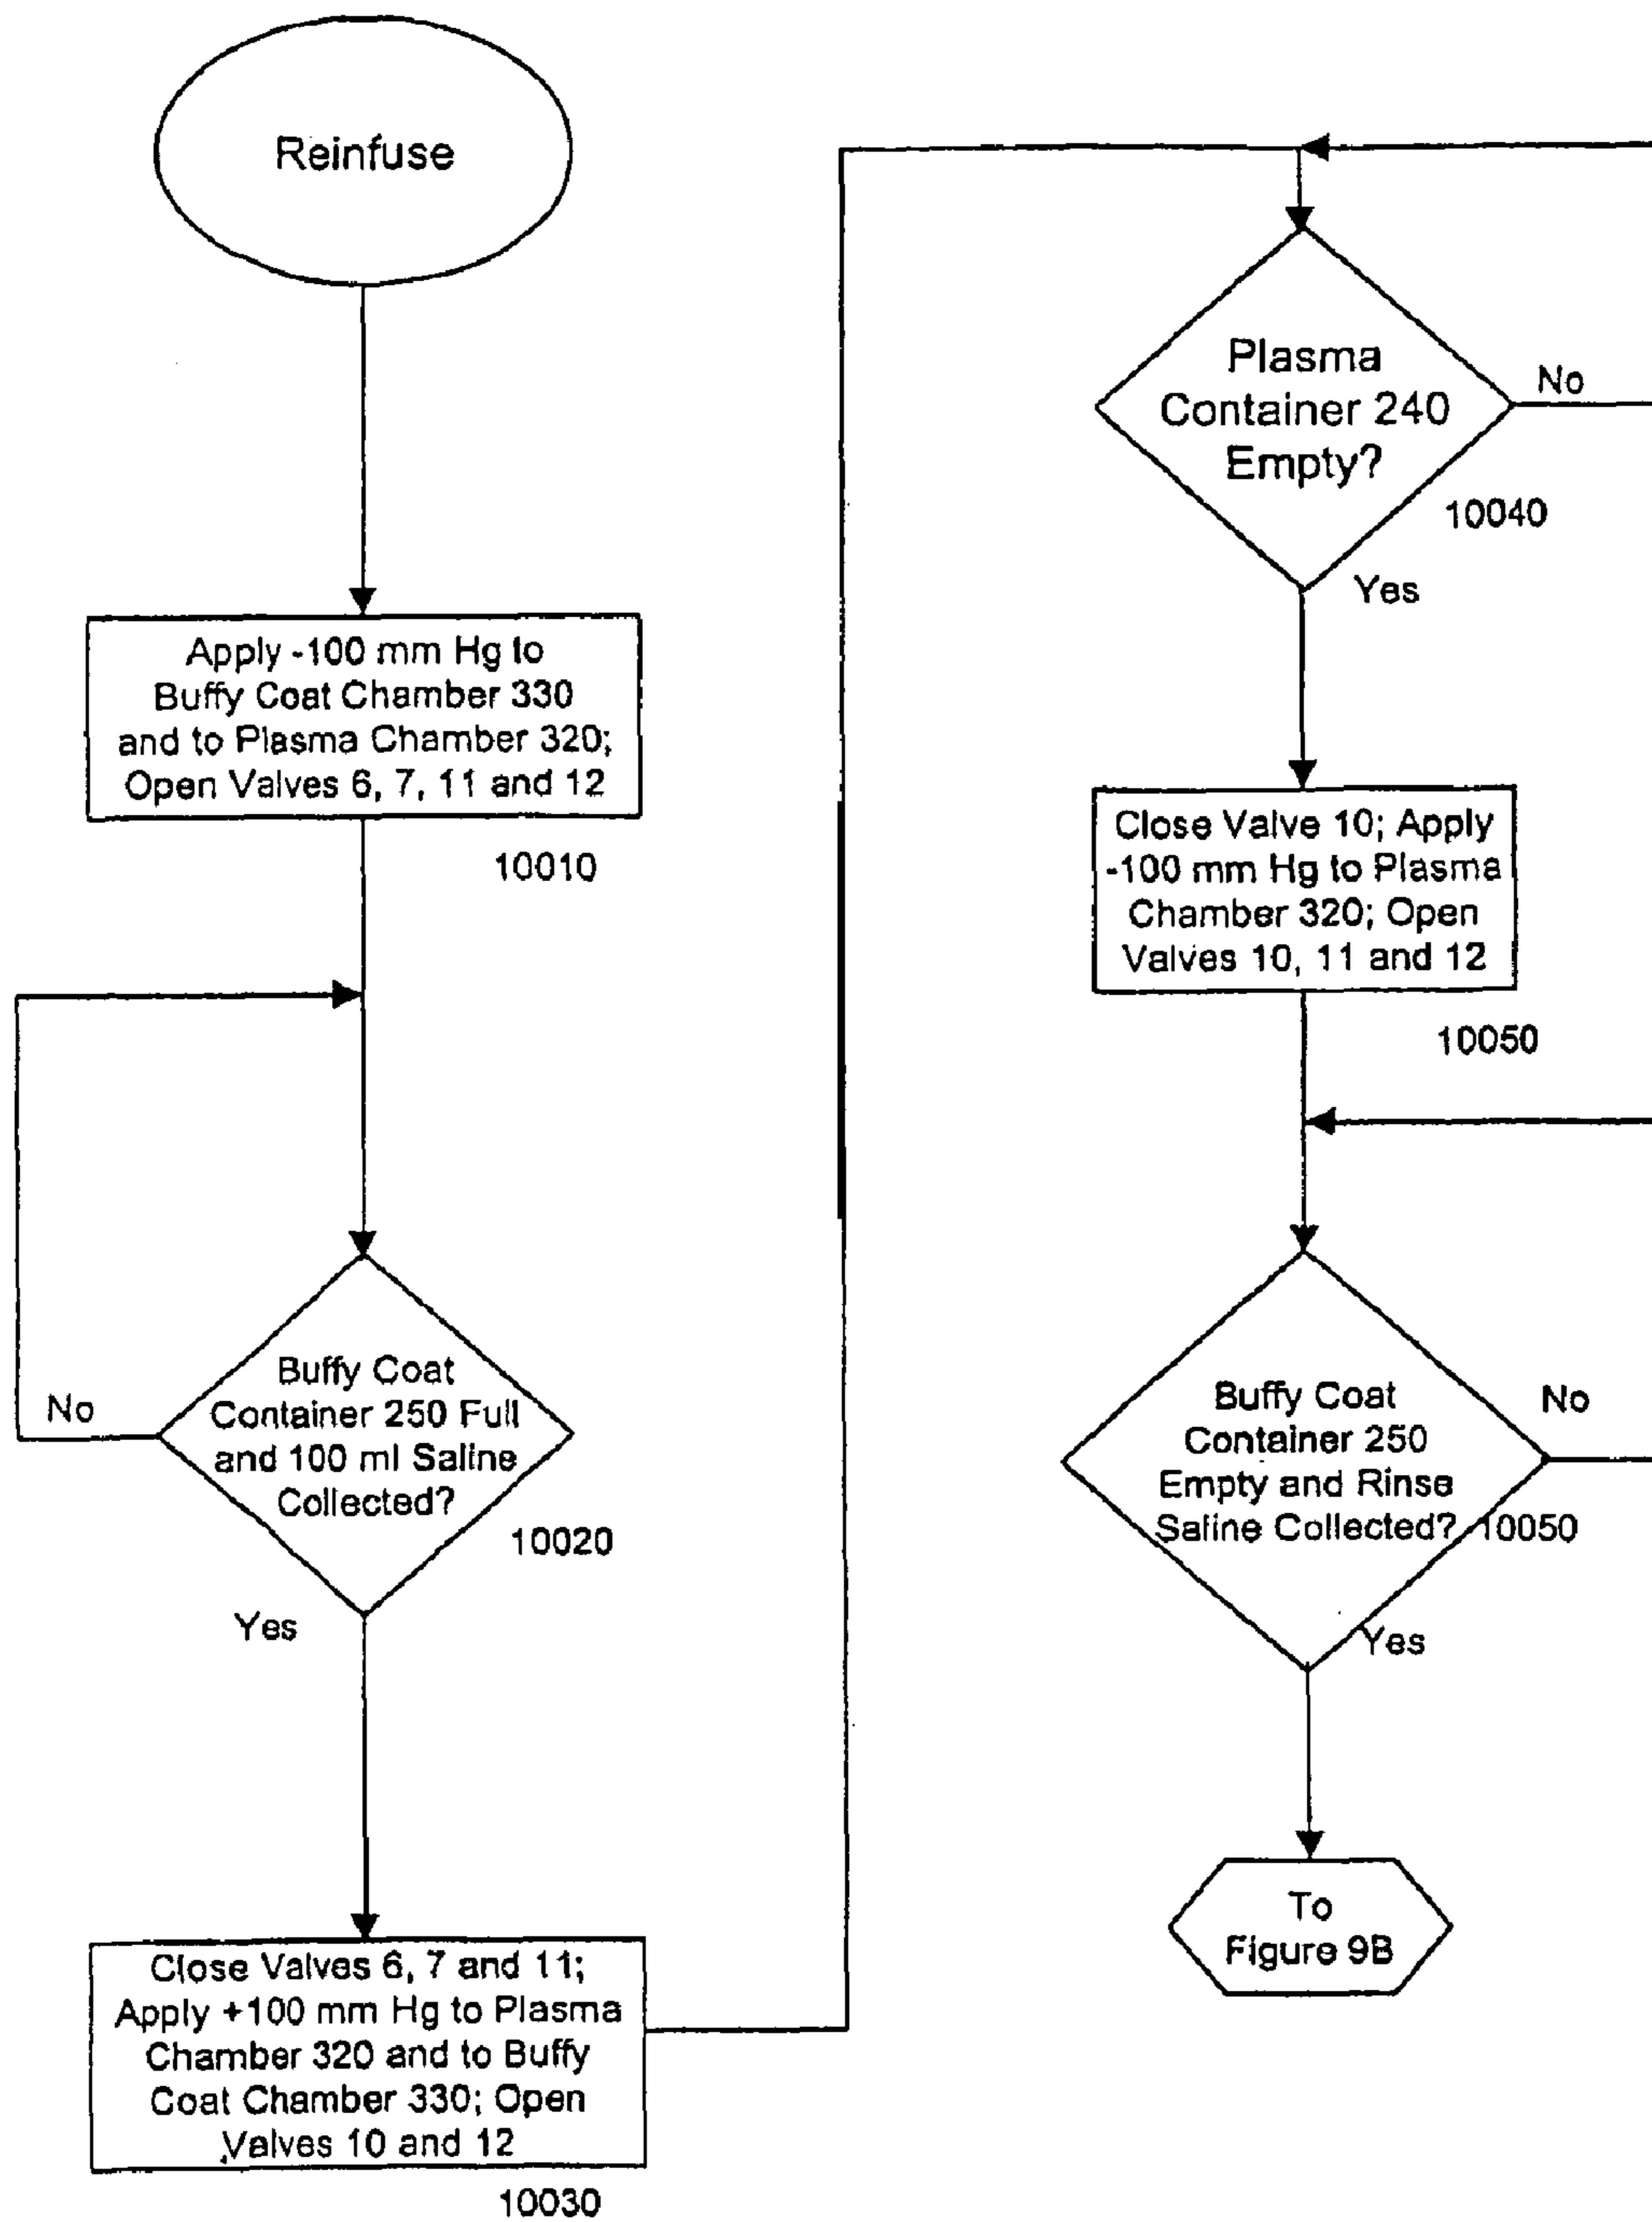 Reinfuse
Apply -100 mm Hg to
Buffy Coat Chamber 330
and to Plasma Chamber 320;
Open Valves 6, 7, 11 and 12
10010
Buffy Coat
Container 250 Full
and 100 ml Saline
Collected?
No
10020
Yes
Close Valves 6, 7 and 11;
Apply +100 mm Hg to Plasma
Chamber 320 and to Buffy
Coat Chamber 330; Open
Valves 10 and 12
10030
Plasma
Container 240
Empty?
No
10040
Yes
Close Valve 10; Apply
-100 mm Hg to Plasma
Chamber 320; Open
Valves 10, 11 and 12
10050
Buffy Coat
Container 250
Empty and Rinse
Saline Collected?
No
10050
Yes
To
Figure 9B